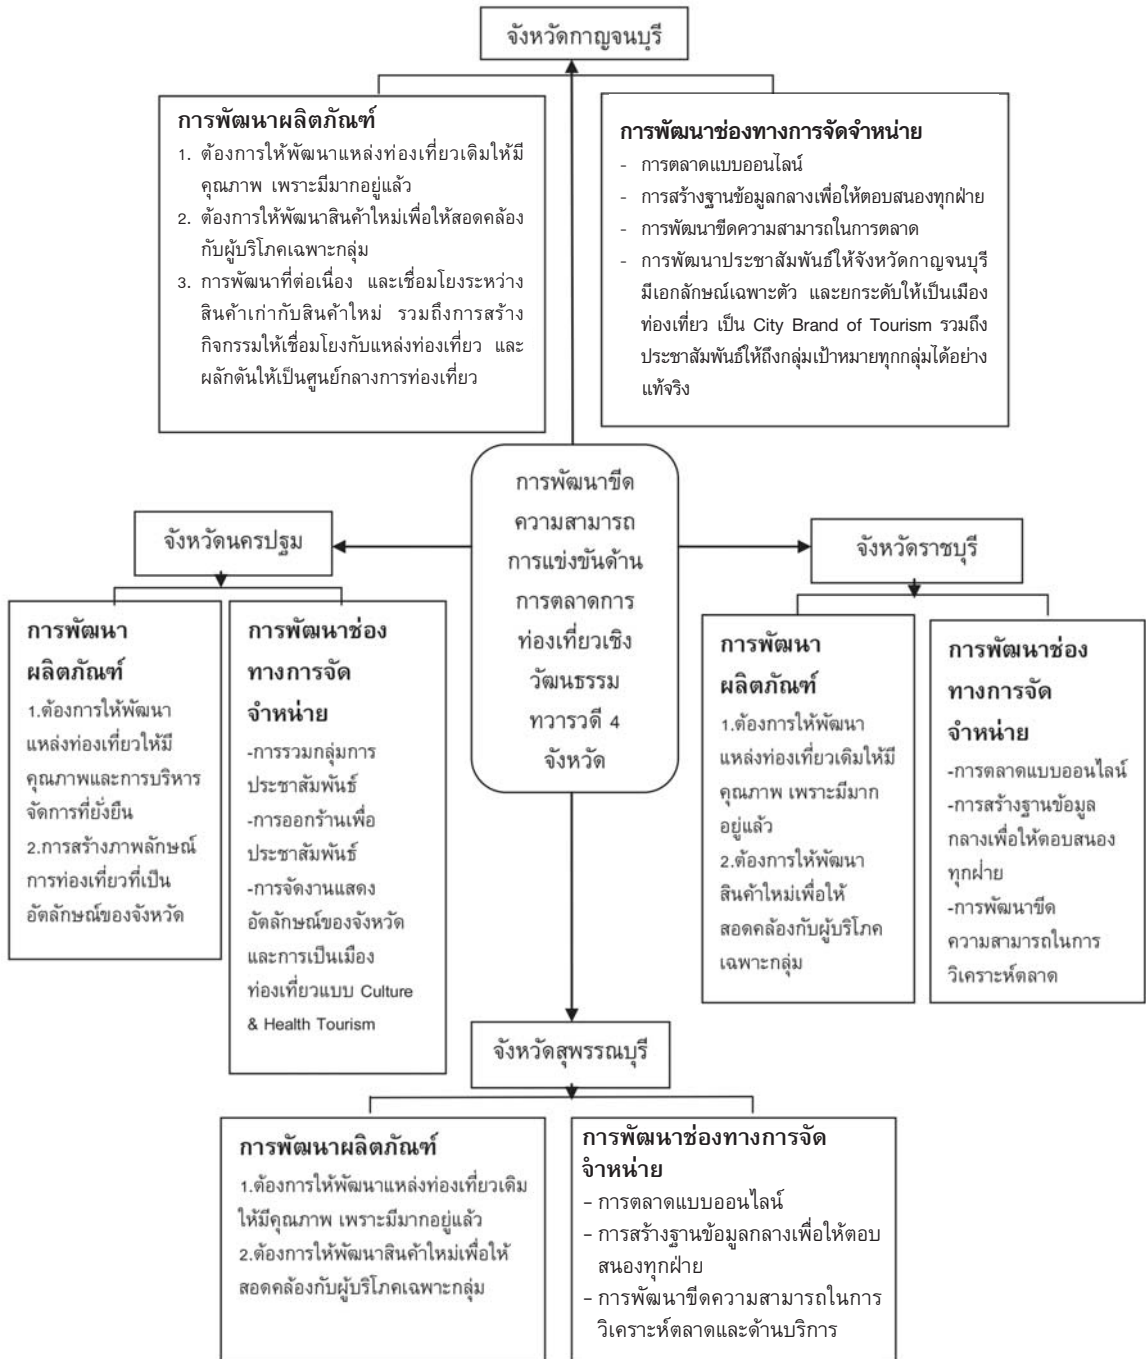 จังหวัดกาญจนบุรี
การพัฒนาผลิตภัณฑ์
1. ต้องการให้พัฒนาแหล่งท่องเที่ยวเดิมให้มี
คุณภาพ เพราะมีมากอยู่แล้ว
2. ต้องการให้พัฒนาสินค้าใหม่เพื่อให้สอดคล้อง
กับผู้บริโภคเฉพาะกลุ่ม
3. การพัฒนาที่ต่อเนื่อง และเชื่อมโยงระหว่าง
สินค้าเก่ากับสินค้าใหม่ รวมถึงการสร้าง
กิจกรรมให้เชื่อมโยงกับแหล่งท่องเที่ยว และ
ผลักดันให้เป็นศูนย์กลางการท่องเที่ยว
การพัฒนาช่องทางการจัดจำหน่าย
- การตลาดแบบออนไลน์
- การสร้างฐานข้อมูลกลางเพื่อให้ตอบสนองทุกฝ่าย
- การพัฒนาขีดความสามารถในการตลาด
- การพัฒนาประชาสัมพันธ์ให้จังหวัดกาญจนบุรี
มีเอกลักษณ์เฉพาะตัว และยกระดับให้เป็นเมือง
ท่องเที่ยว เป็น City Brand of Tourism รวมถึง
ประชาสัมพันธ์ให้ถึงกลุ่มเป้าหมายทุกกลุ่มได้อย่าง
แท้จริง
การพัฒนาขีด
ความสามารถ
การแข่งขันด้าน
การตลาดการ
ท่องเที่ยวเชิง
วัฒนธรรม
ทวารวดี 4
จังหวัด
จังหวัดนครปฐม
การพัฒนา
ผลิตภัณฑ์
1.ต้องการให้พัฒนา
แหล่งท่องเที่ยวให้มี
คุณภาพและการบริหาร
จัดการที่ยั่งยืน
2.การสร้างภาพลักษณ์
การท่องเที่ยวที่เป็น
อัตลักษณ์ของจังหวัด
การพัฒนาช่อง
ทางการจัด
จำหน่าย
-การรวมกลุ่มการ
ประชาสัมพันธ์
-การออกร้านเพื่อ
ประชาสัมพันธ์
-การจัดงานแสดง
อัตลักษณ์ของจังหวัด
และการเป็นเมือง
ท่องเที่ยวแบบ Culture
& Health Tourism
จังหวัดราชบุรี
การพัฒนา
ผลิตภัณฑ์
1.ต้องการให้พัฒนา
แหล่งท่องเที่ยวเดิมให้มี
คุณภาพ เพราะมีมาก
อยู่แล้ว
2.ต้องการให้พัฒนา
สินค้าใหม่เพื่อให้
สอดคล้องกับผู้บริโภค
เฉพาะกลุ่ม
การพัฒนาช่อง
ทางการจัด
จำหน่าย
-การตลาดแบบออนไลน์
-การสร้างฐานข้อมูล
กลางเพื่อให้ตอบสนอง
ทุกฝ่าย
-การพัฒนาขีด
ความสามารถในการ
วิเคราะห์ตลาด
จังหวัดสุพรรณบุรี
การพัฒนาผลิตภัณฑ์
1.ต้องการให้พัฒนาแหล่งท่องเที่ยวเดิม
ให้มีคุณภาพ เพราะมีมากอยู่แล้ว
2.ต้องการให้พัฒนาสินค้าใหม่เพื่อให้
สอดคล้องกับผู้บริโภคเฉพาะกลุ่ม
การพัฒนาช่องทางการจัด
จำหน่าย
- การตลาดแบบออนไลน์
- การสร้างฐานข้อมูลกลางเพื่อให้ตอบ
สนองทุกฝ่าย
- การพัฒนาขีดความสามารถในการ
วิเคราะห์ตลาดและด้านบริการ